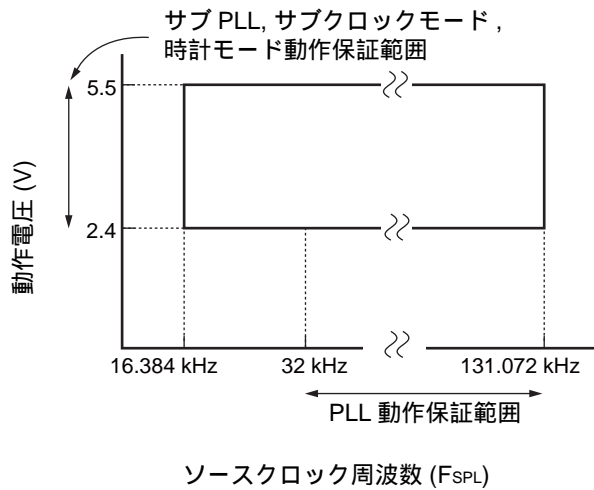 サブ PLL, サブクロックモード ,
時計モード動作保証範囲
5.5
動作電圧 (V)
2.4
16.384 kHz
32 kHz
131.072 kHz
PLL 動作保証範囲
ソースクロック周波数 (FSPL)